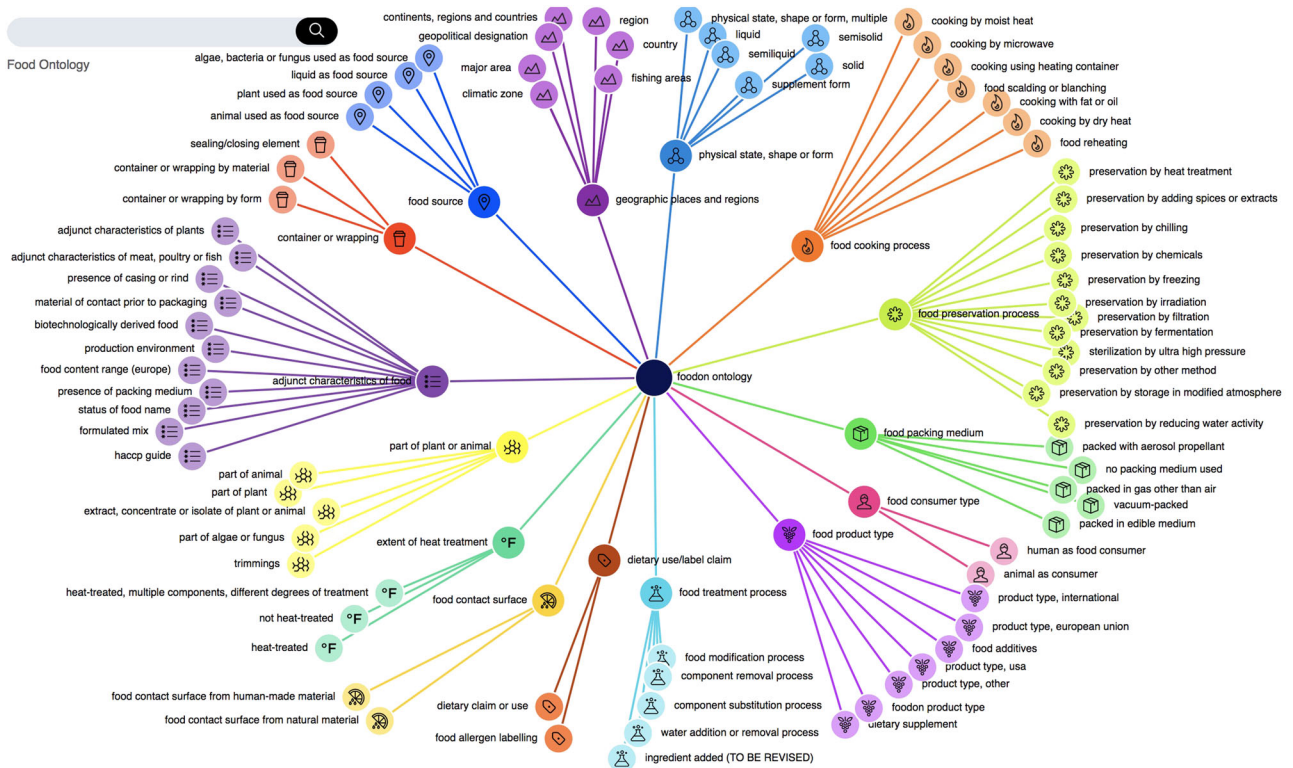 Food Ontology
continents, regions and countries
geopolitical designation
major area
climatic zone
region
country
fishing areas
geographic places and regions
physical state, shape or form, multiple
liquid
semiliquid
semisolid
solid
supplement form
physical state, shape or form
cooking by moist heat
cooking by microwave
cooking using heating container
food scalding or blanching
cooking with fat or oil
cooking by dry heat
food reheating
food cooking process
algae, bacteria or fungus used as food source
liquid as food source
plant used as food source
animal used as food source
food source
sealing/closing element
container or wrapping by material
container or wrapping by form
container or wrapping
adjunct characteristics of plants
adjunct characteristics of meat, poultry or fish
presence of casing or rind
material of contact prior to packaging
biotechnologically derived food
production environment
food content range (europe)
presence of packing medium
status of food name
formulated mix
haccp guide
adjunct characteristics of food
foodon ontology
preservation by heat treatment
preservation by adding spices or extracts
preservation by chilling
preservation by chemicals
preservation by freezing
preservation by irradiation
preservation by filtration
preservation by fermentation
sterilization by ultra high pressure
preservation by other method
preservation by storage in modified atmosphere
preservation by reducing water activity
food preservation process
food packing medium
packed with aerosol propellant
no packing medium used
packed in gas other than air
vacuum-packed
packed in edible medium
part of plant or animal
part of animal
part of plant
extract, concentrate or isolate of plant or animal
part of algae or fungus
trimmings
extent of heat treatment
°F
heat-treated, multiple components, different degrees of treatment
°F
not heat-treated
°F
heat-treated
°F
food contact surface
food contact surface from human-made material
food contact surface from natural material
dietary use/label claim
dietary claim or use
food allergen labelling
food treatment process
food modification process
component removal process
component substitution process
water addition or removal process
ingredient added (TO BE REVISED)
food consumer type
human as food consumer
animal as consumer
food product type
product type, international
product type, european union
food additives
product type, usa
product type, other
foodon product type
dietary supplement